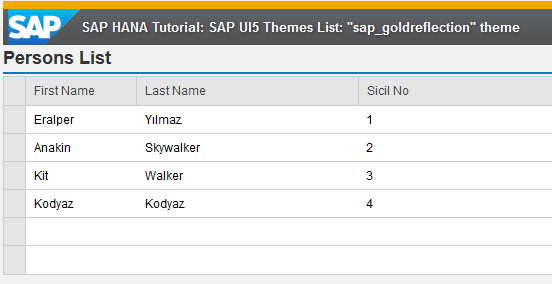 SAP SAP HANA Tutorial: SAP UI5 Themes List: "sap_goldreflection" theme
Persons List
First Name Last Name Sicil No
Eralper Yılmaz 1
Anakin Skywalker 2
Kit Walker 3
Kodyaz Kodyaz 4